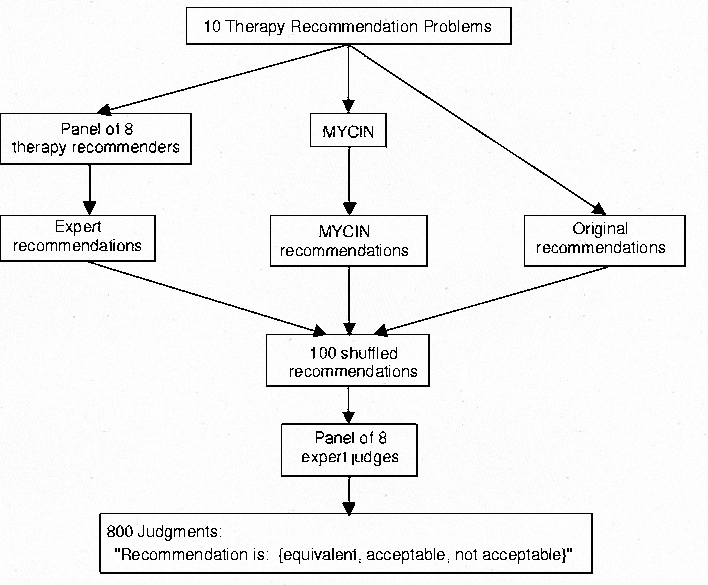 10 Therapy Recommendation Problems
Panel of 8
therapy recommenders
MYCIN
Expert
recommendations
MYCIN
recommendations
Original
recommendations
100 shuffled
recommendations
Panel of 8
expert judges
800 Judgments:
"Recommendation is: {equivalent, acceptable, not acceptable}"